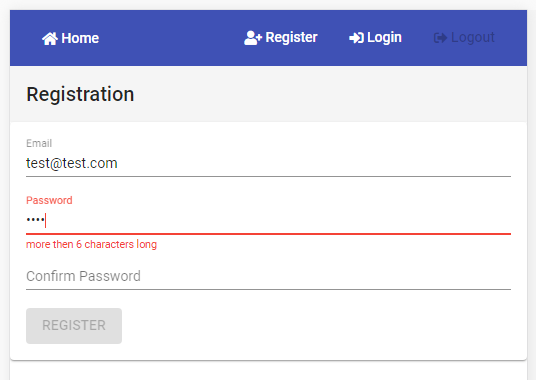 Home Register Login Logout
Registration
Email
test@test.com
Password
••••
more then 6 characters long
Confirm Password
REGISTER